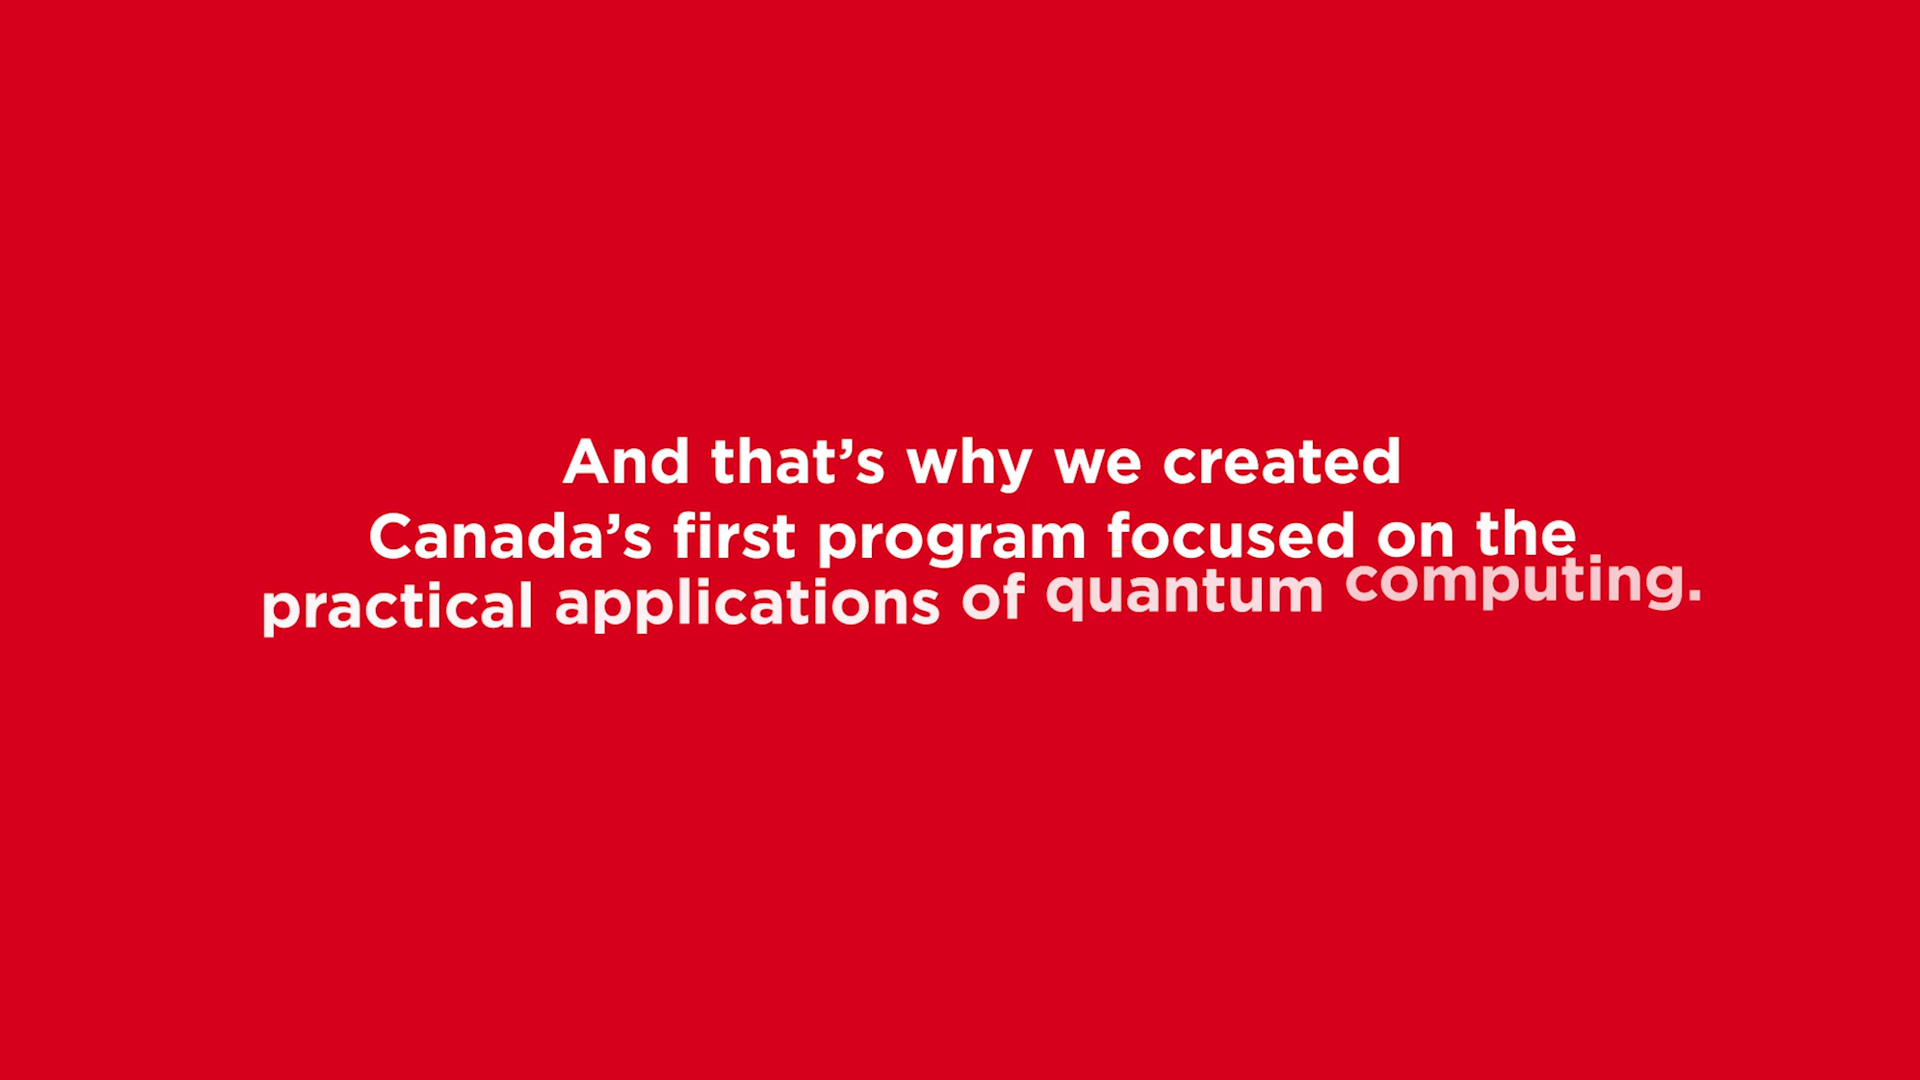 And that’s why we created
Canada’s first program focused on the
practical applications of quantum computing.